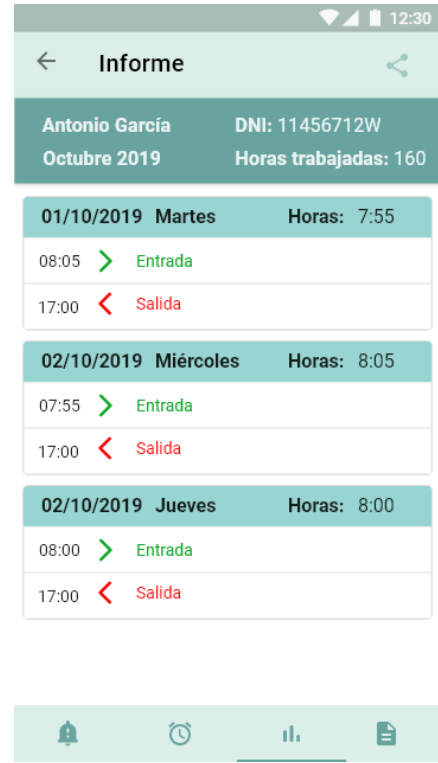 12:30
Informe
Antonio García DNI: 11456712W
Octubre 2019 Horas trabajadas: 160
01/10/2019 Martes Horas: 7:55
08:05 Entrada
17:00 Salida
02/10/2019 Miércoles Horas: 8:05
07:55 Entrada
17:00 Salida
02/10/2019 Jueves Horas: 8:00
08:00 Entrada
17:00 Salida